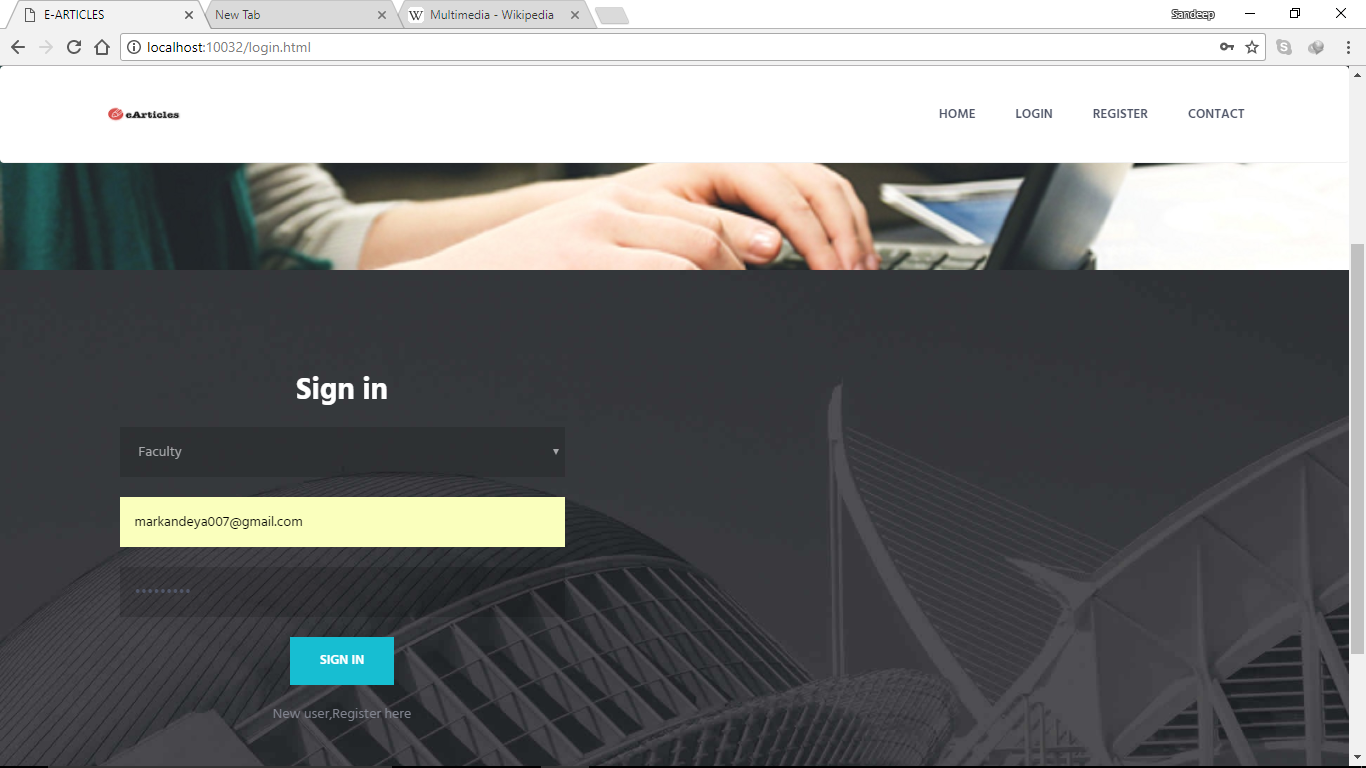 E-ARTICLES
New Tab
Multimedia - Wikipedia
Sandeep
localhost:10032/login.html
eArticles
HOME
LOGIN
REGISTER
CONTACT
Sign in
Faculty
markandeya007@gmail.com
•••••••••
SIGN IN
New user,Register here